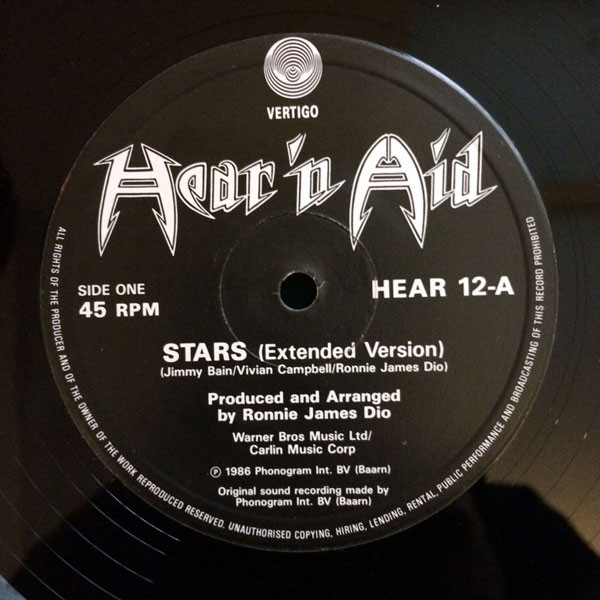 VERTIGO
Hear 'n Aid
SIDE ONE
45 RPM
HEAR 12-A
STARS (Extended Version)
(Jimmy Bain/Vivian Campbell/Ronnie James Dio)
Produced and Arranged
by Ronnie James Dio
Warner Bros Music Ltd/
Carlin Music Corp
Ⓟ 1986 Phonogram Int. BV (Baarn)
Original sound recording made by
Phonogram Int. BV (Baarn)
ALL RIGHTS OF THE PRODUCER AND OF THE OWNER OF THE WORK REPRODUCED RESERVED. UNAUTHORISED COPYING, HIRING, LENDING, RENTAL, PUBLIC PERFORMANCE AND BROADCASTING OF THIS RECORD PROHIBITED